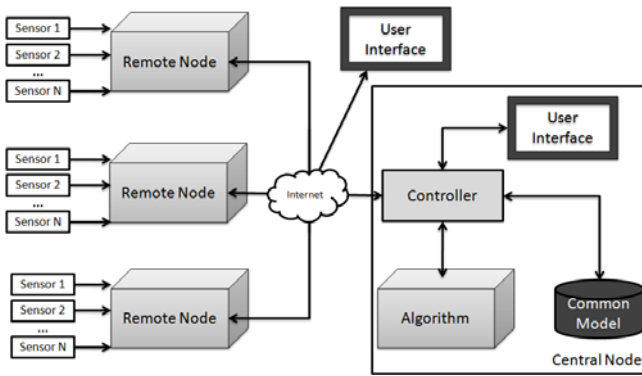 Sensor 1
Sensor 2
...
Sensor N
Remote Node
Sensor 1
Sensor 2
...
Sensor N
Remote Node
Sensor 1
Sensor 2
...
Sensor N
Remote Node
Internet
User
Interface
User
Interface
Controller
Algorithm
Common
Model
Central Node